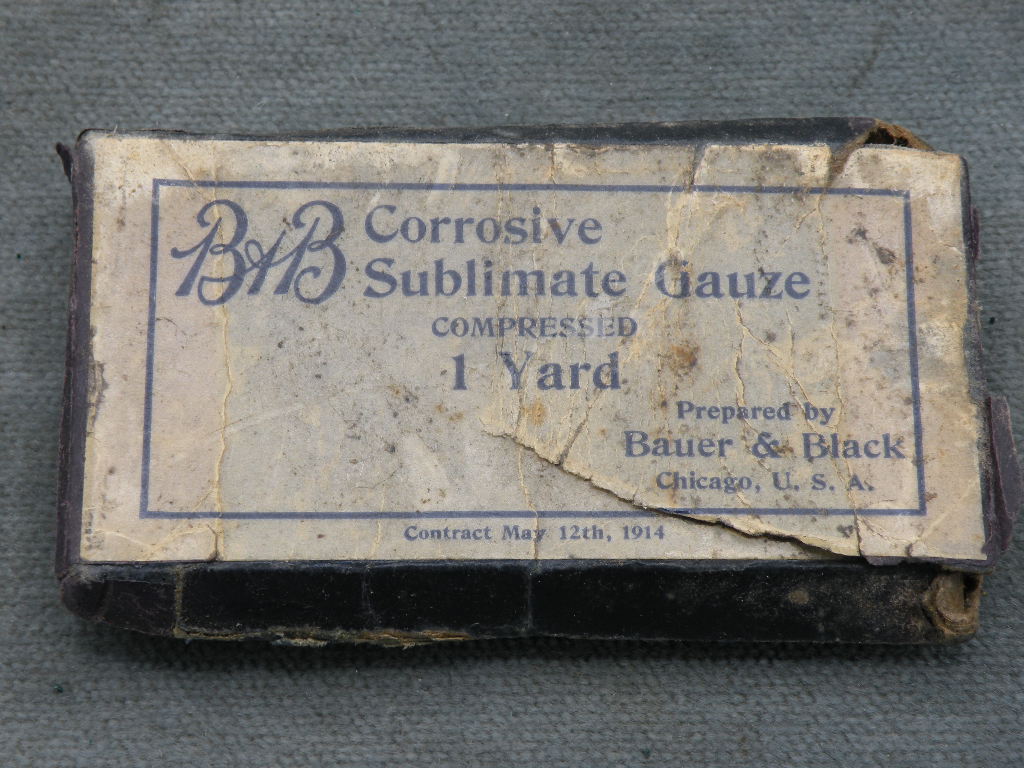 B&B Corrosive
Sublimate Gauze
COMPRESSED
1 Yard
Prepared by
Bauer & Black
Chicago, U. S. A.
Contract May 12th, 1914